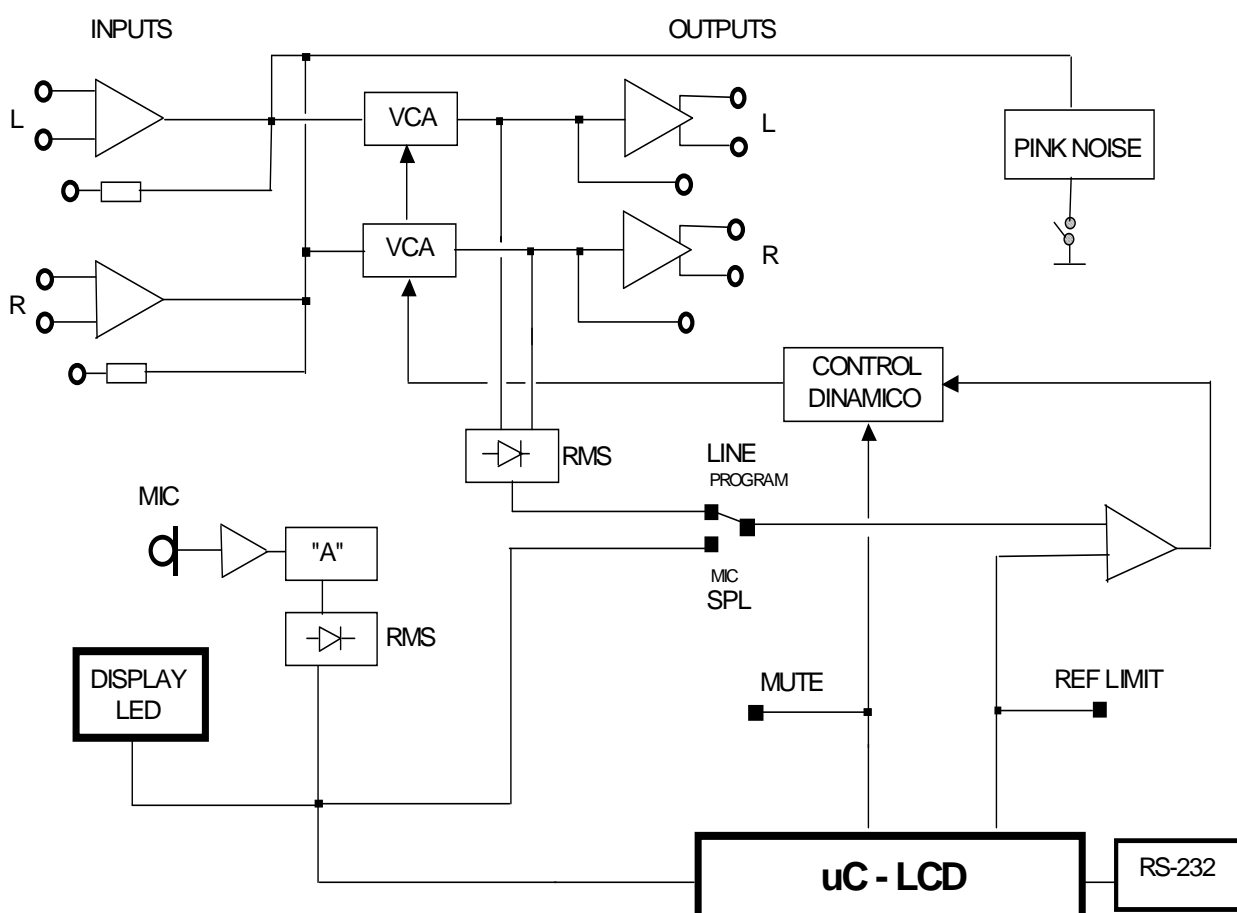 INPUTS
OUTPUTS
L
VCA
L
PINK NOISE
VCA
R
R
CONTROL
DINAMICO
RMS
LINE
PROGRAM
MIC
"A"
MIC
SPL
RMS
DISPLAY
LED
MUTE
REF LIMIT
uC - LCD
RS-232